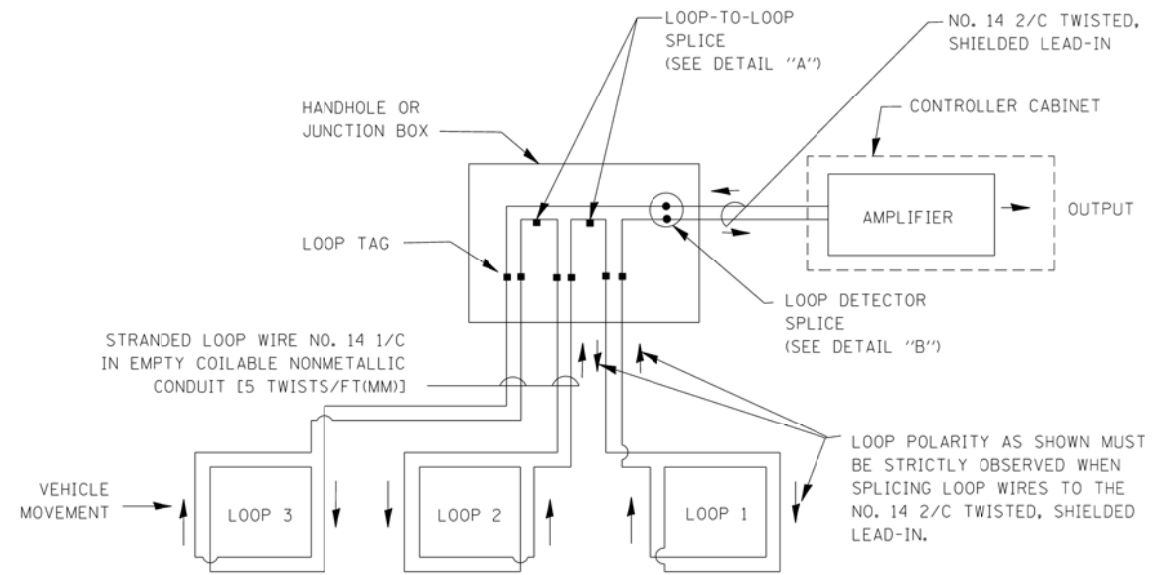 LOOP-TO-LOOP
SPLICE
(SEE DETAIL "A")
NO. 14 2/C TWISTED,
SHIELDED LEAD-IN
HANDHOLE OR
JUNCTION BOX
CONTROLLER CABINET
AMPLIFIER
OUTPUT
LOOP TAG
LOOP DETECTOR
SPLICE
(SEE DETAIL "B")
STRANDED LOOP WIRE NO. 14 1/C
IN EMPTY COILABLE NONMETALLIC
CONDUIT [5 TWISTS/FT(MM)]
LOOP POLARITY AS SHOWN MUST
BE STRICTLY OBSERVED WHEN
SPLICING LOOP WIRES TO THE
NO. 14 2/C TWISTED, SHIELDED
LEAD-IN.
VEHICLE
MOVEMENT
LOOP 3
LOOP 2
LOOP 1